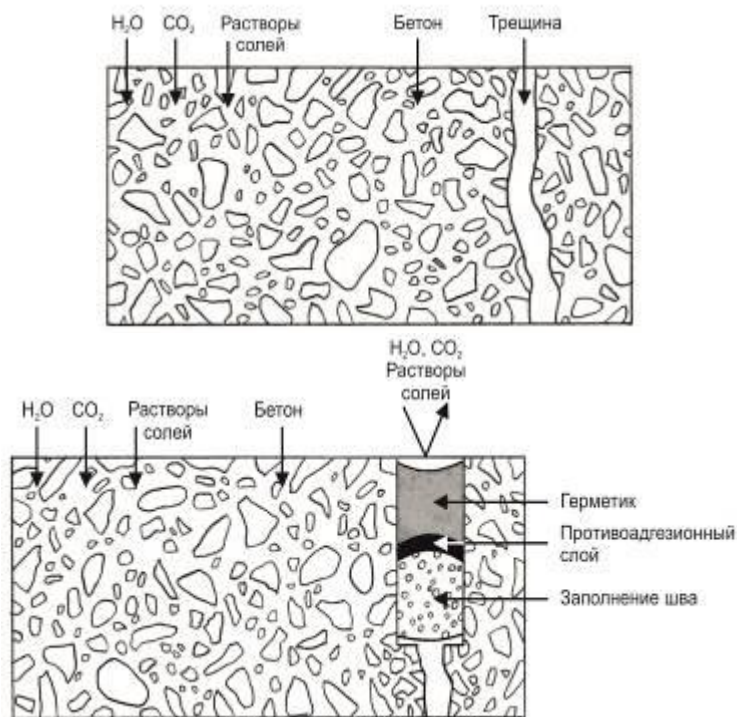 H₂O CO₂ Растворы
солей
Бетон
Трещина
H₂O, CO₂
Растворы
солей
H₂O CO₂ Растворы
солей
Бетон
Герметик
Противоадгезионный
слой
Заполнение шва